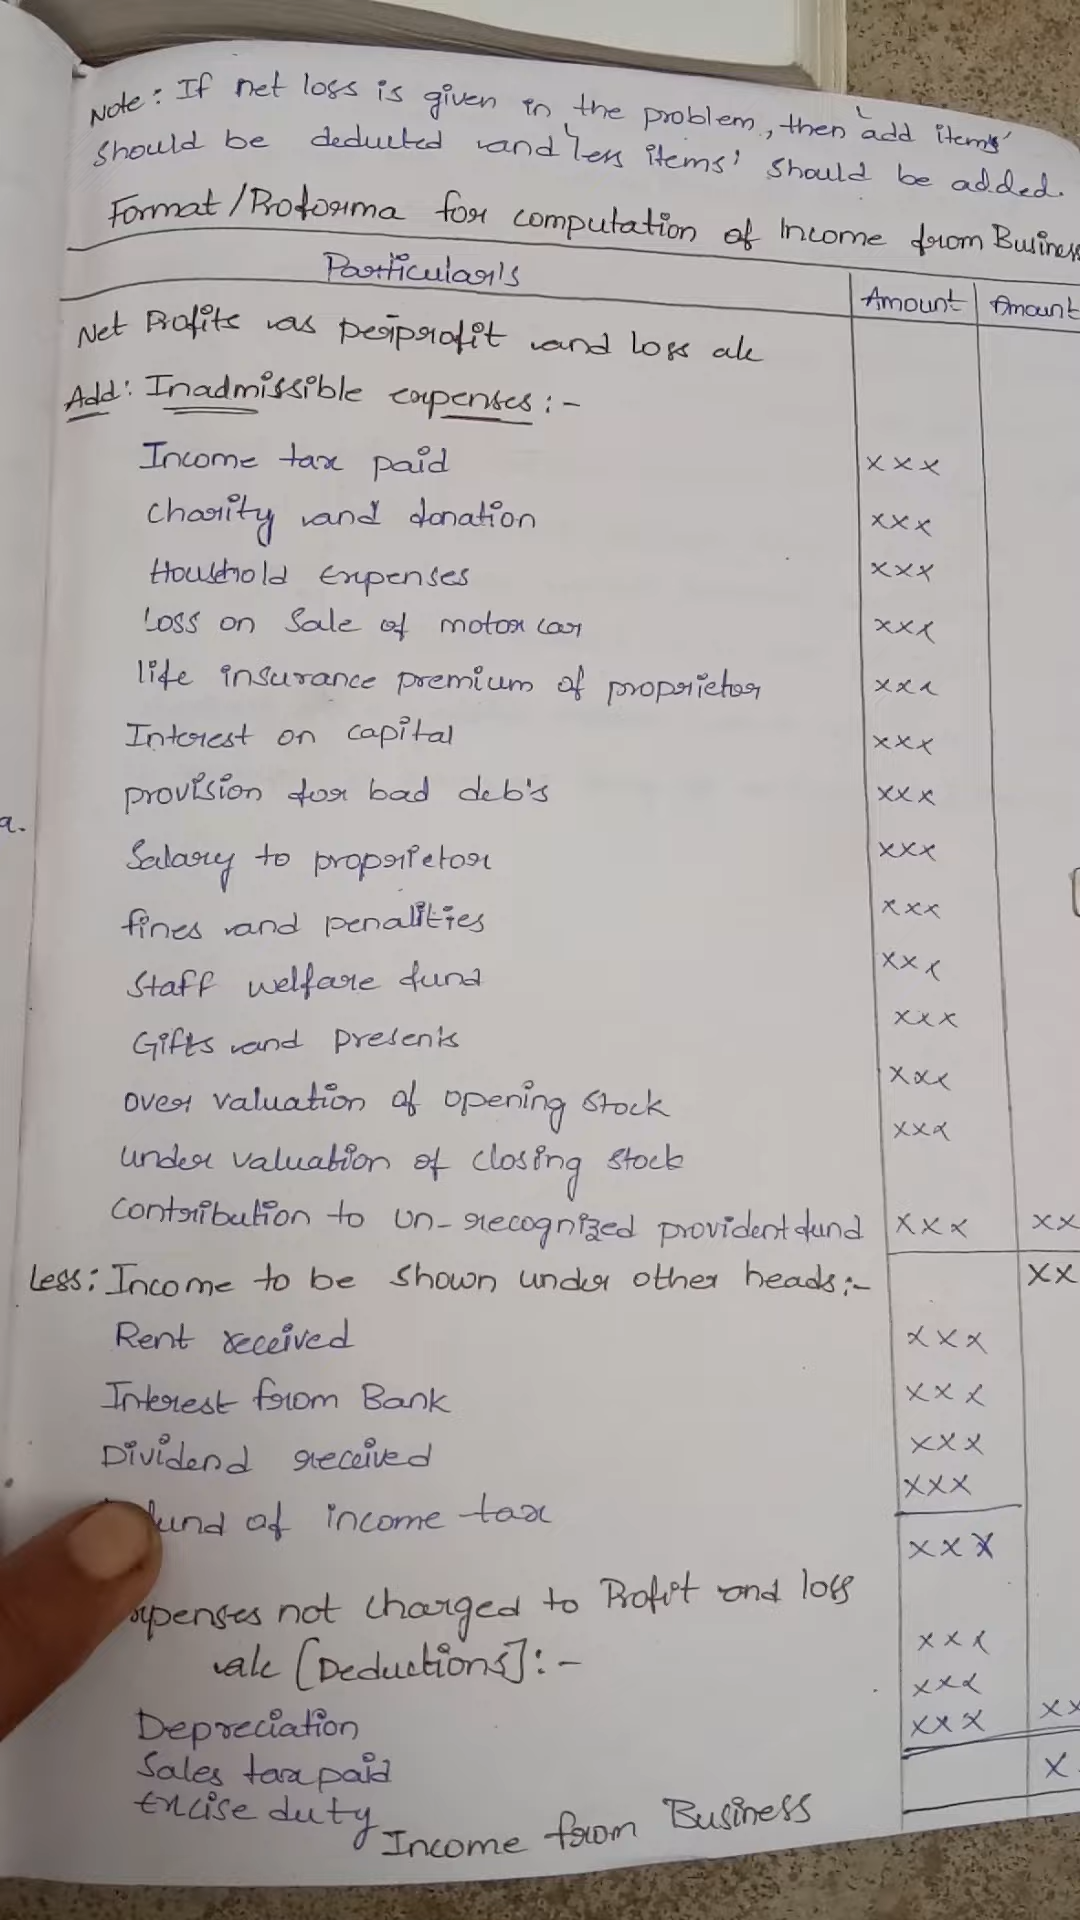 Note: If net loss is given in the problem, then 'add items'
should be deducted and 'less items' should be added.
Format/Proforma for computation of Income from Business
Particular's Amount Amount
Net Profits as per profit and loss a/c
Add: Inadmissible expenses:-
Income tax paid xxx
Charity and donation xxx
Household Expenses xxx
Loss on Sale of motor car xxx
life insurance premium of proprietor xxx
Interest on capital xxx
provision for bad deb's xxx
a.
Salary to proprietor xxx
fines and penalities xxx
Staff welfare fund xxx
Gifts and Presents xxx
over valuation of opening stock xxx
under valuation of closing stock xxx
Contribution to un-recognized provident fund xxx xx
Less: Income to be shown under other heads:- xx
Rent received xxx
Interest from Bank xxx
Dividend received xxx
fund of income tax xxx
xxx
penses not charged to Profit and loss
a/c [Deductions]:- xxx
Depreciation xxx
Sales tax paid xxx xx
Excise duty x
Income from Business